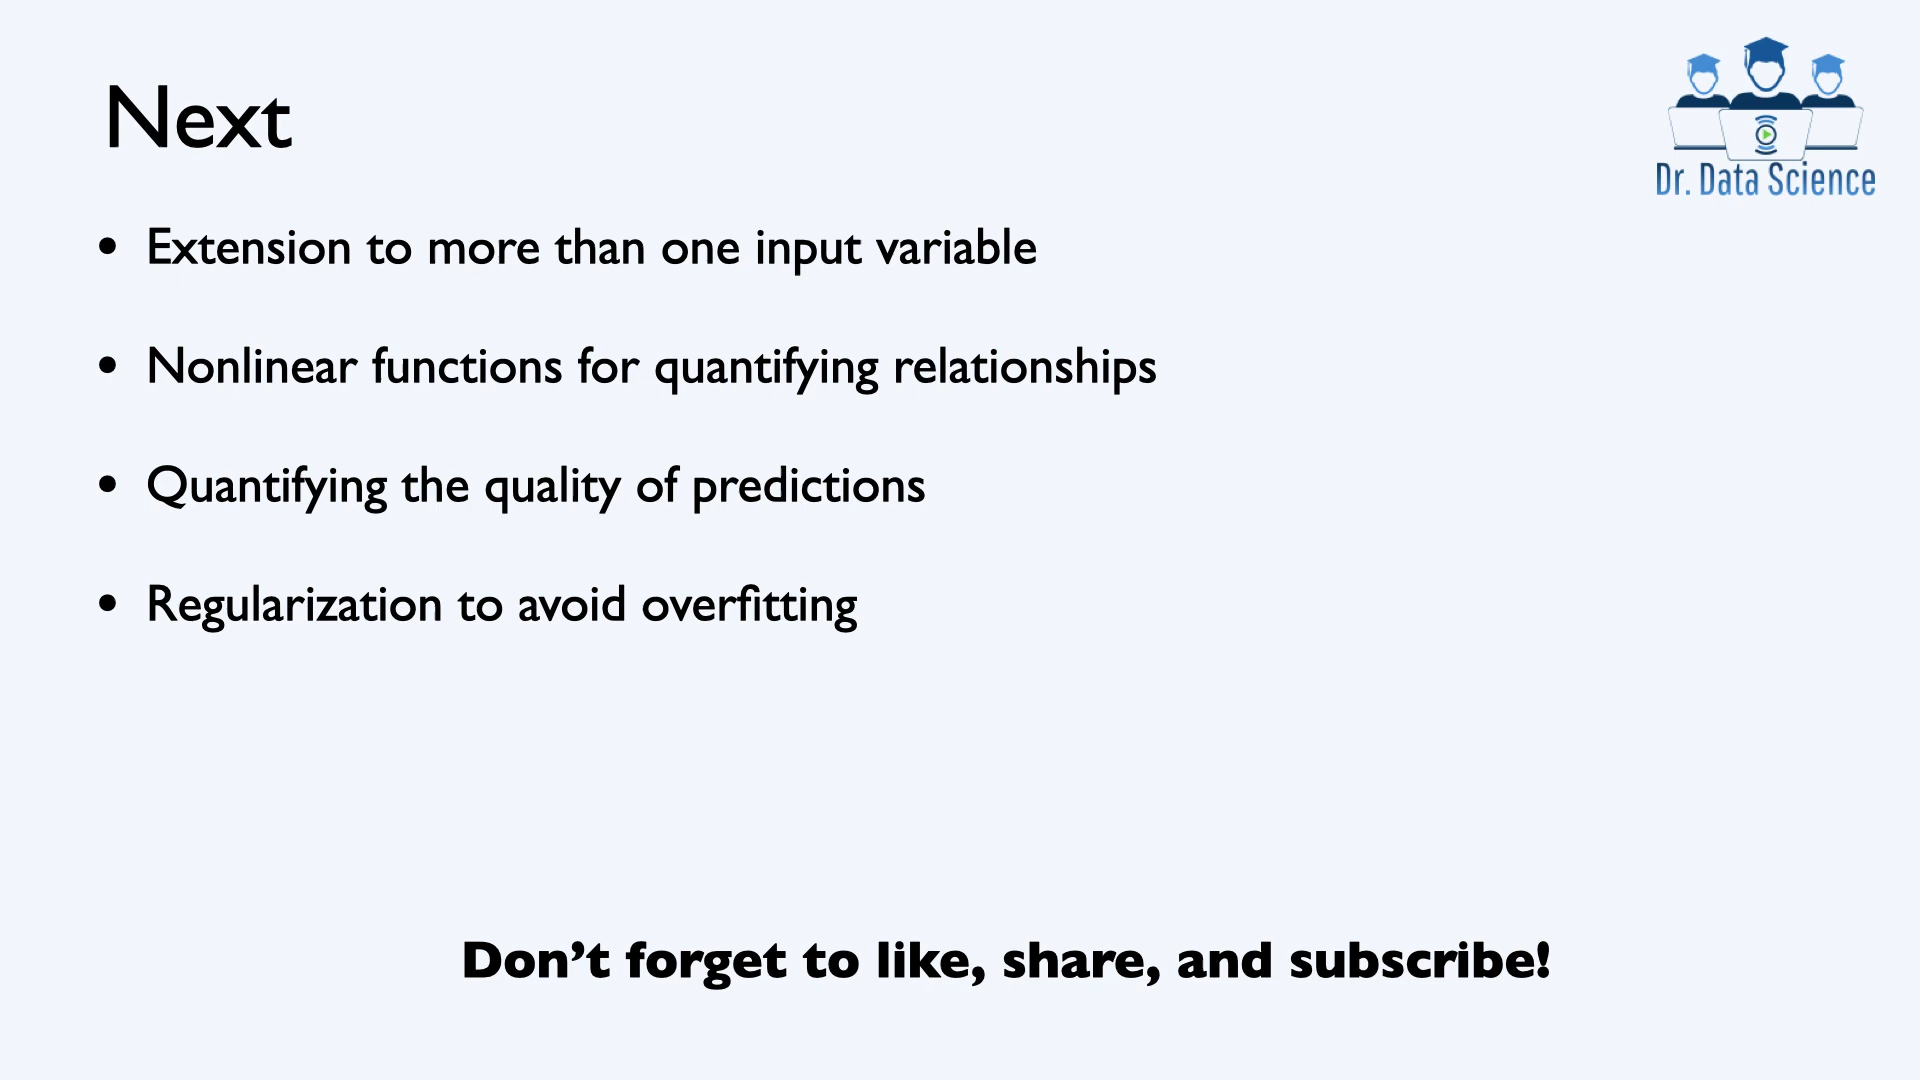 Next
Dr. Data Science
• Extension to more than one input variable
• Nonlinear functions for quantifying relationships
• Quantifying the quality of predictions
• Regularization to avoid overfitting
Don’t forget to like, share, and subscribe!